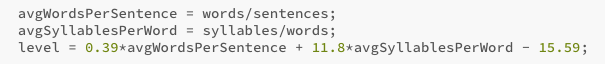 avgWordsPerSentence = words/sentences;
avgSyllablesPerWord = syllables/words;
level = 0.39*avgWordsPerSentence + 11.8*avgSyllablesPerWord - 15.59;